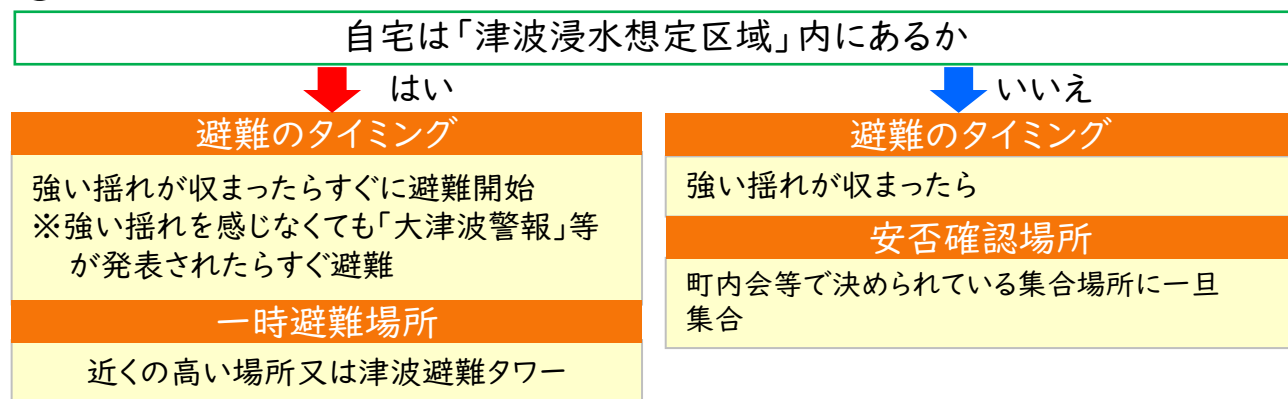 自宅は「津波浸水想定区域」内にあるか
はい
避難のタイミング
強い揺れが収まったらすぐに避難開始
※強い揺れを感じなくても「大津波警報」等
が発表されたらすぐ避難
一時避難場所
近くの高い場所又は津波避難タワー
いいえ
避難のタイミング
強い揺れが収まったら
安否確認場所
町内会等で決められている集合場所に一旦
集合